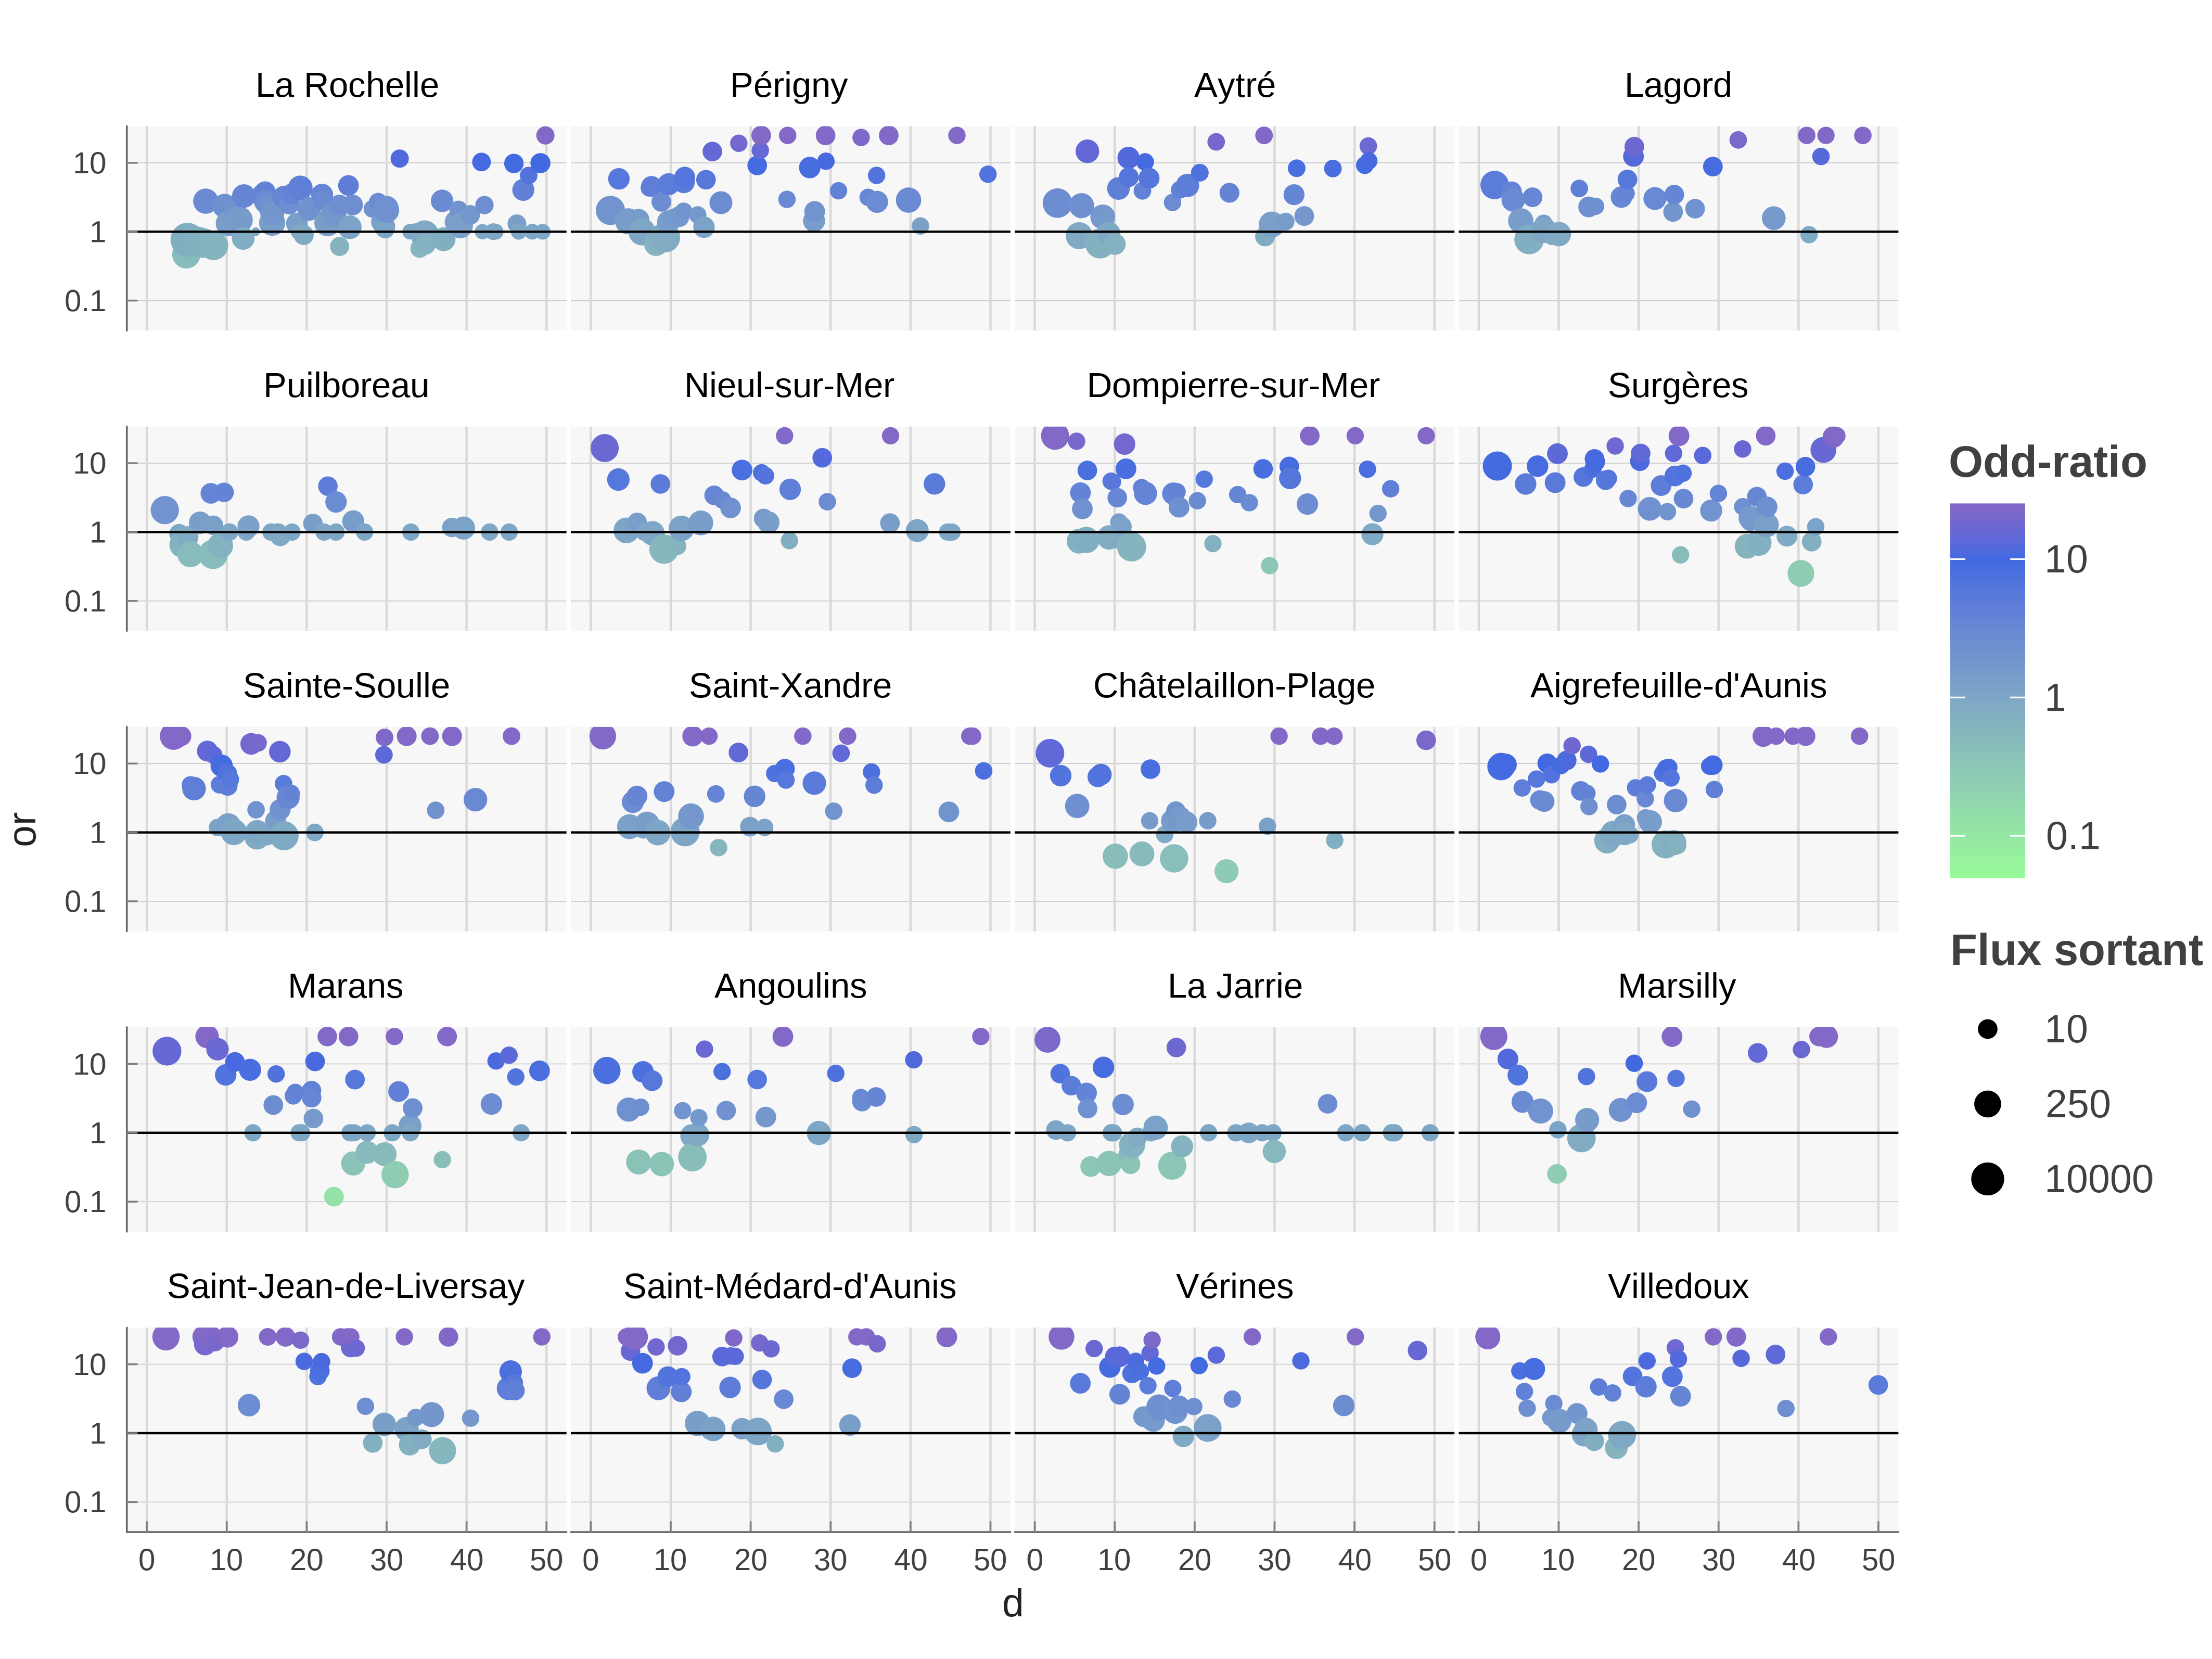 La Rochelle Périgny Aytré Lagord
10
1
0.1
Puilboreau Nieul-sur-Mer Dompierre-sur-Mer Surgères
10
1
0.1
Sainte-Soulle Saint-Xandre Châtelaillon-Plage Aigrefeuille-d'Aunis
10
1
0.1
Marans Angoulins La Jarrie Marsilly
10
1
0.1
Saint-Jean-de-Liversay Saint-Médard-d'Aunis Vérines Villedoux
10
1
0.1
0 10 20 30 40 50 0 10 20 30 40 50 0 10 20 30 40 50 0 10 20 30 40 50
d
or
Odd-ratio
10
1
0.1
Flux sortant
10
250
10000